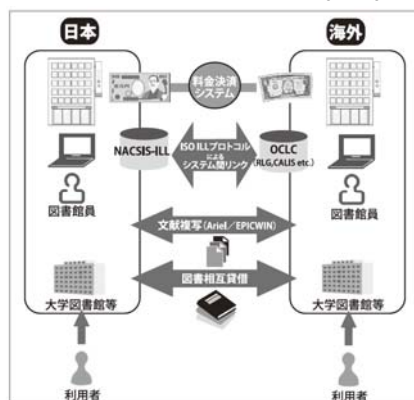 日本
海外
料金決済
システム
NACSIS-ILL
ISO ILLプロトコル
による
システム間リンク
OCLC
(RLG,CALIS etc.)
図書館員
図書館員
文献複写(Ariel/EPICWIN)
図書相互貸借
大学図書館等
大学図書館等
利用者
利用者